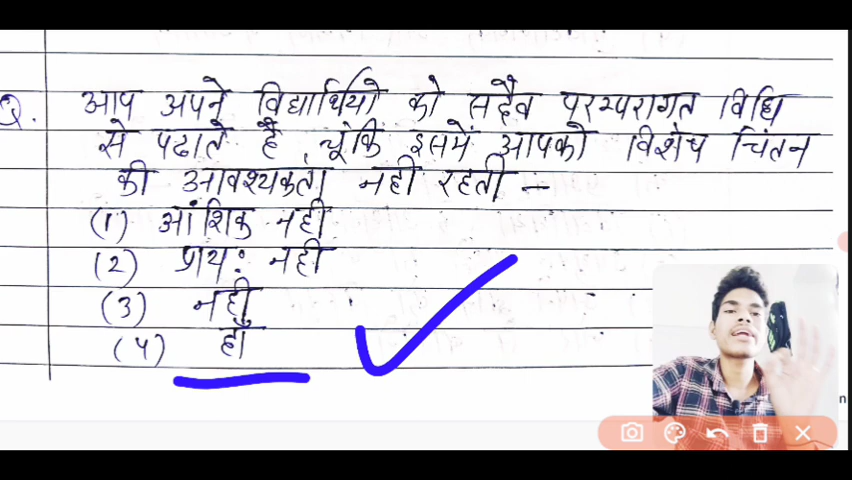 Q. आप अपने विद्यार्थियो को सदैव परम्परागत विधि
से पढाते है, चूंकि इसमें आपको विशेष चिंतन
की आवश्यकता नही रहती -
(1) आंशिक नही
(2) प्राय: नही
(3) नही
(4) हा